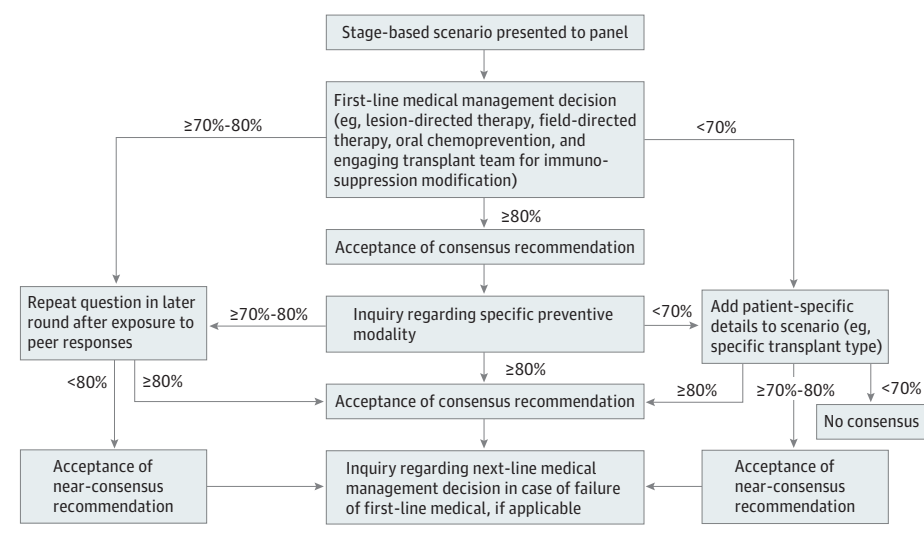 Stage-based scenario presented to panel
First-line medical management decision
(eg, lesion-directed therapy, field-directed
therapy, oral chemoprevention, and
engaging transplant team for immuno-
suppression modification)
≥70%-80%
<70%
≥80%
Acceptance of consensus recommendation
Repeat question in later
round after exposure to
peer responses
≥70%-80%
Inquiry regarding specific preventive
modality
<70%
Add patient-specific
details to scenario (eg,
specific transplant type)
<80%
≥80%
≥80%
≥80%
≥70%-80%
<70%
Acceptance of consensus recommendation
No consensus
Acceptance of
near-consensus
recommendation
Inquiry regarding next-line medical
management decision in case of failure
of first-line medical, if applicable
Acceptance of
near-consensus
recommendation